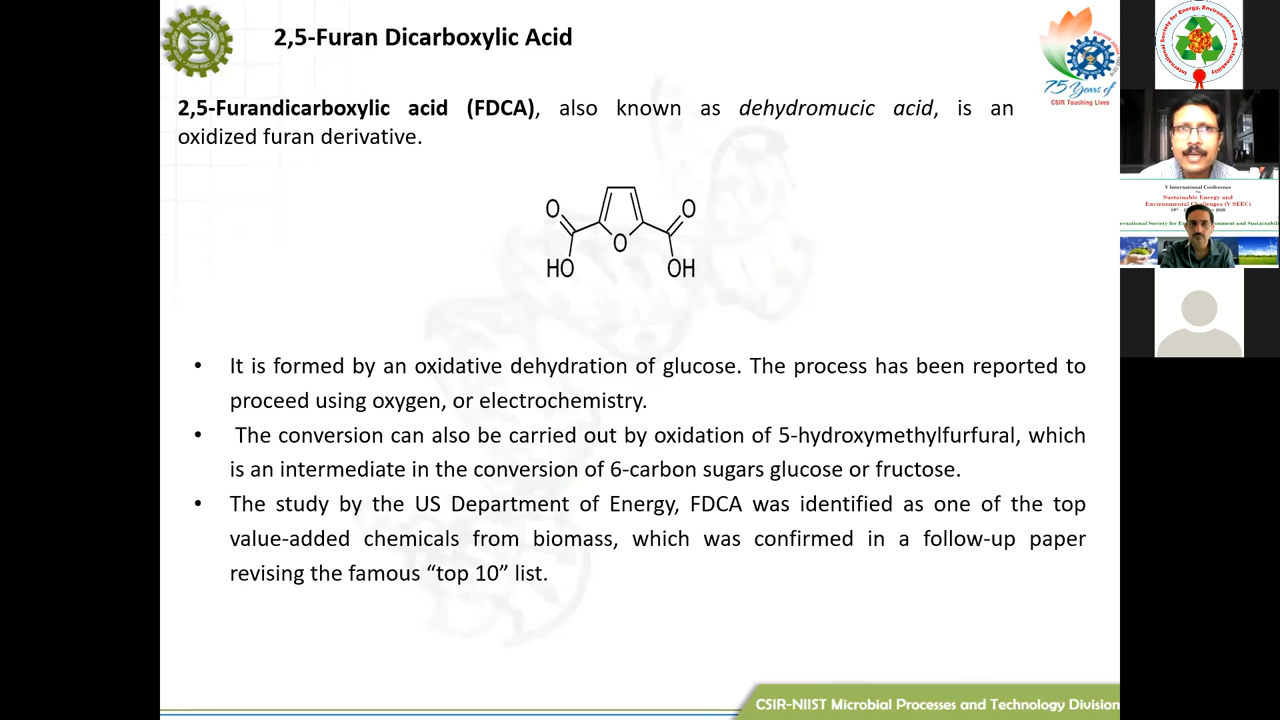 2,5-Furan Dicarboxylic Acid
75 Years of
CSIR Touching Lives
2,5-Furandicarboxylic acid (FDCA), also known as dehydromucic acid, is an
oxidized furan derivative.
O
O
O
HO
OH
• It is formed by an oxidative dehydration of glucose. The process has been reported to
proceed using oxygen, or electrochemistry.
• The conversion can also be carried out by oxidation of 5-hydroxymethylfurfural, which
is an intermediate in the conversion of 6-carbon sugars glucose or fructose.
• The study by the US Department of Energy, FDCA was identified as one of the top
value-added chemicals from biomass, which was confirmed in a follow-up paper
revising the famous “top 10” list.
CSIR-NIIST Microbial Processes and Technology Division
International Society for Energy, Environment and Sustainability
V International Conference
on
Sustainable Energy and
Environmental Challenges (V SEEC)
2020